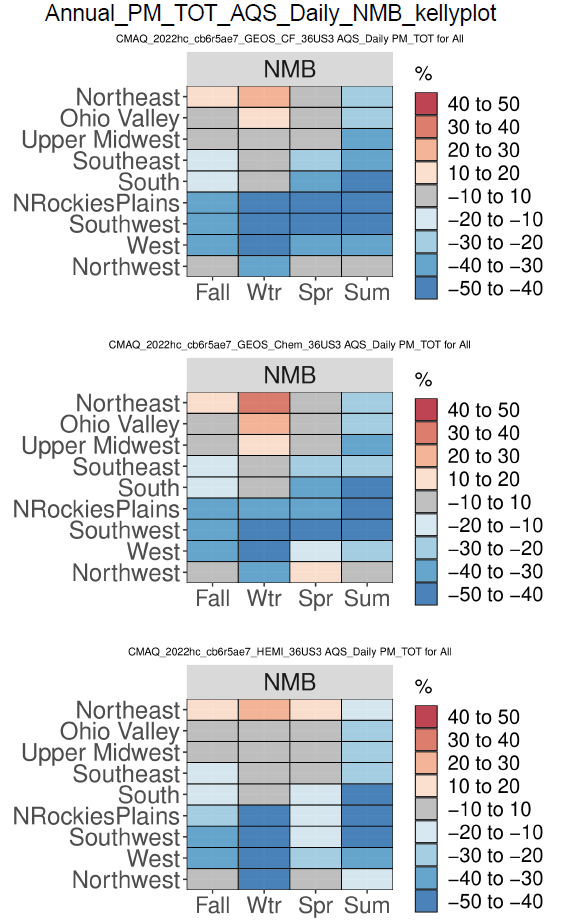 Annual_PM_TOT_AQS_Daily_NMB_kellyplot
CMAQ_2022hc_cb6r5ae7_GEOS_CF_36US3 AQS_Daily PM_TOT for All
NMB
%
Northeast
Ohio Valley
Upper Midwest
Southeast
South
NRockiesPlains
Southwest
West
Northwest
Fall Wtr Spr Sum
40 to 50
30 to 40
20 to 30
10 to 20
−10 to 10
−20 to −10
−30 to −20
−40 to −30
−50 to −40
CMAQ_2022hc_cb6r5ae7_GEOS_Chem_36US3 AQS_Daily PM_TOT for All
NMB
%
Northeast
Ohio Valley
Upper Midwest
Southeast
South
NRockiesPlains
Southwest
West
Northwest
Fall Wtr Spr Sum
40 to 50
30 to 40
20 to 30
10 to 20
−10 to 10
−20 to −10
−30 to −20
−40 to −30
−50 to −40
CMAQ_2022hc_cb6r5ae7_HEMI_36US3 AQS_Daily PM_TOT for All
NMB
%
Northeast
Ohio Valley
Upper Midwest
Southeast
South
NRockiesPlains
Southwest
West
Northwest
Fall Wtr Spr Sum
40 to 50
30 to 40
20 to 30
10 to 20
−10 to 10
−20 to −10
−30 to −20
−40 to −30
−50 to −40